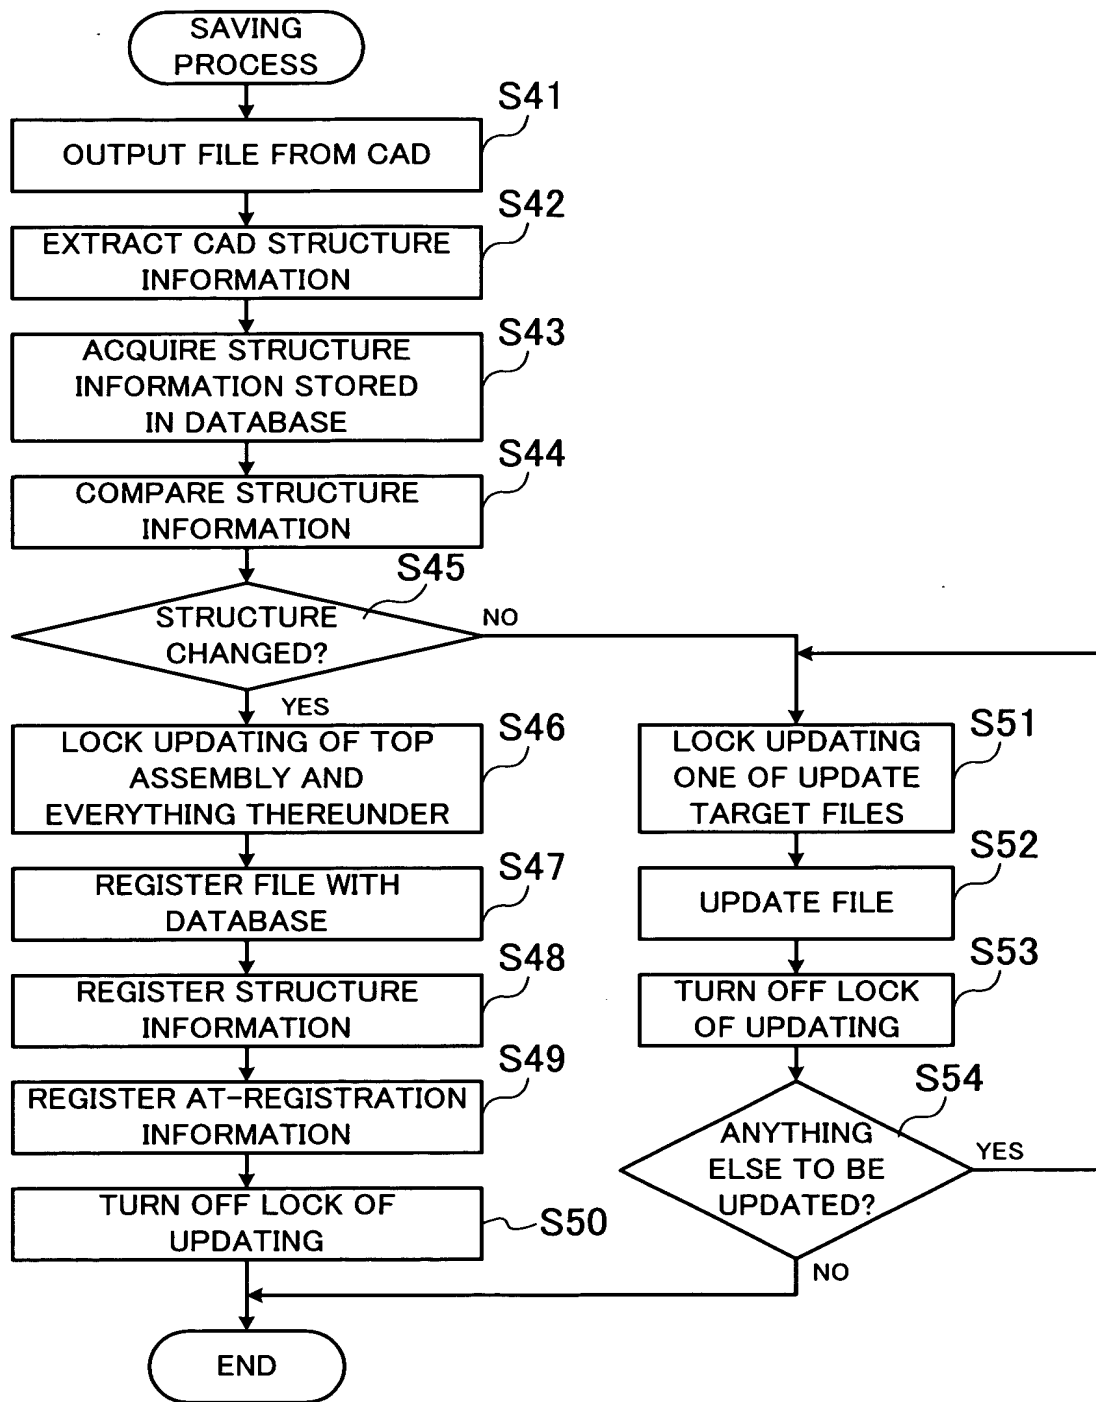 SAVING
PROCESS
S41
OUTPUT FILE FROM CAD
S42
EXTRACT CAD STRUCTURE
INFORMATION
S43
ACQUIRE STRUCTURE
INFORMATION STORED
IN DATABASE
S44
COMPARE STRUCTURE
INFORMATION
S45
STRUCTURE
CHANGED?
NO
YES
S46
LOCK UPDATING OF TOP
ASSEMBLY AND
EVERYTHING THEREUNDER
S47
REGISTER FILE WITH
DATABASE
S48
REGISTER STRUCTURE
INFORMATION
S49
REGISTER AT-REGISTRATION
INFORMATION
TURN OFF LOCK OF
UPDATING
S50
S51
LOCK UPDATING
ONE OF UPDATE
TARGET FILES
S52
UPDATE FILE
S53
TURN OFF LOCK
OF UPDATING
S54
ANYTHING
ELSE TO BE
UPDATED?
YES
NO
END